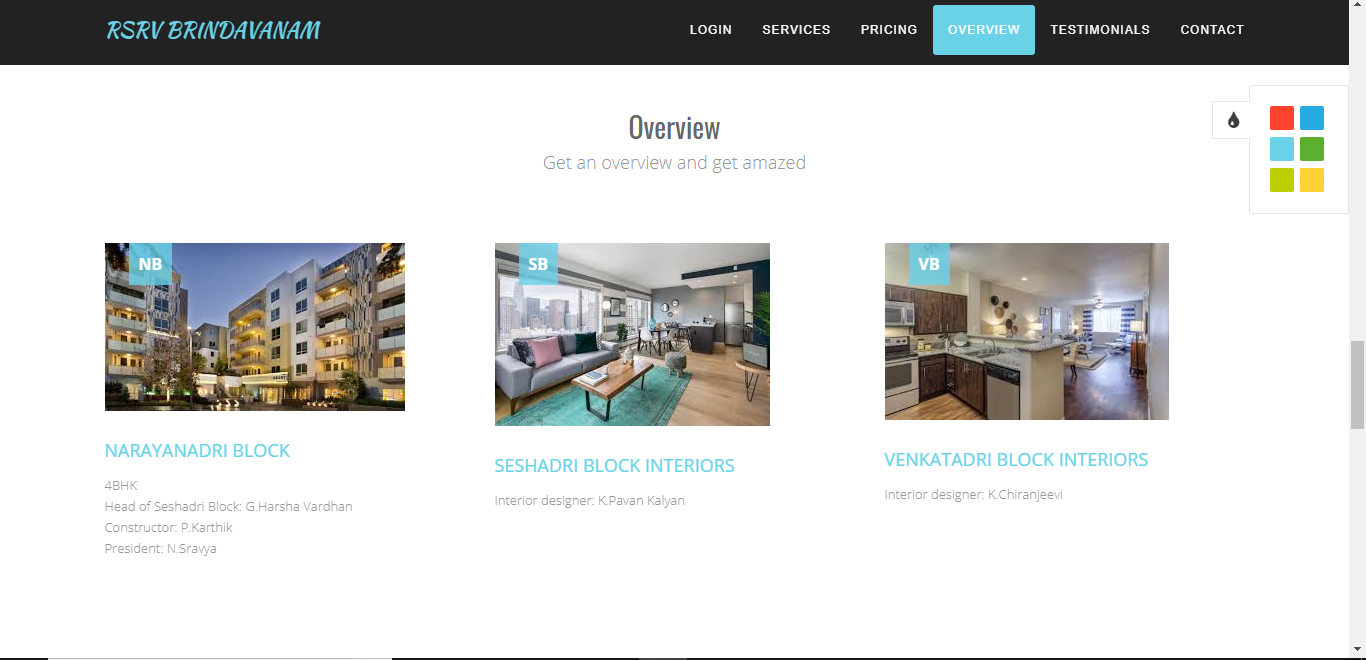 RSRV BRINDAVANAM
LOGIN SERVICES PRICING OVERVIEW TESTIMONIALS CONTACT
Overview
Get an overview and get amazed
NB
NARAYANADRI BLOCK
4BHK
Head of Seshadri Block: G.Harsha Vardhan
Constructor: P.Karthik
President: N.Sravya
SB
SESHADRI BLOCK INTERIORS
Interior designer: K.Pavan Kalyan
VB
VENKATADRI BLOCK INTERIORS
Interior designer: K.Chiranjeevi